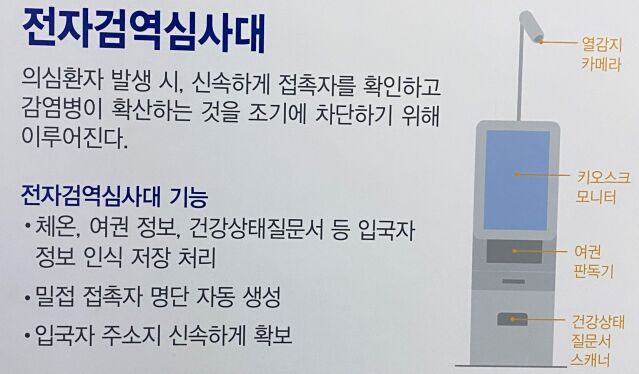 전자검역심사대
의심환자 발생 시, 신속하게 접촉자를 확인하고
감염병이 확산하는 것을 조기에 차단하기 위해
이루어진다.
전자검역심사대 기능
• 체온, 여권 정보, 건강상태질문서 등 입국자
정보 인식 저장 처리
• 밀접 접촉자 명단 자동 생성
• 입국자 주소지 신속하게 확보
열감지
카메라
키오스크
모니터
여권
판독기
건강상태
질문서
스캐너